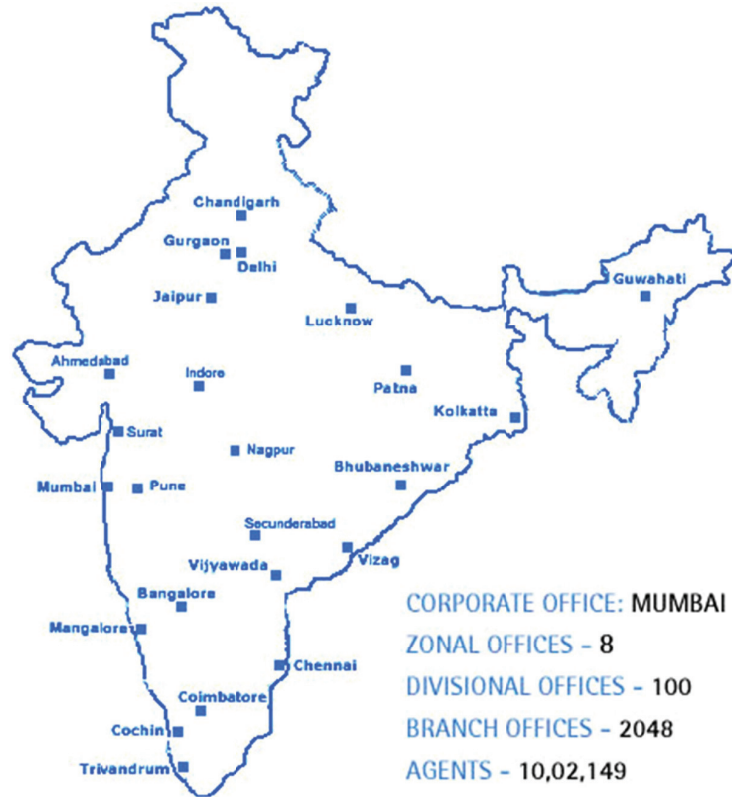 Chandigarh
Gurgaon
Delhi
Jaipur
Lucknow
Guwahati
Ahmedabad
Indore
Patna
Kolkatta
Surat
Nagpur
Bhubaneshwar
Mumbai
Pune
Secunderabad
Vizag
Vijyawada
Bangalore
Mangalore
Chennai
Coimbatore
Cochin
Trivandrum
CORPORATE OFFICE: MUMBAI
ZONAL OFFICES - 8
DIVISIONAL OFFICES - 100
BRANCH OFFICES - 2048
AGENTS - 10,02,149